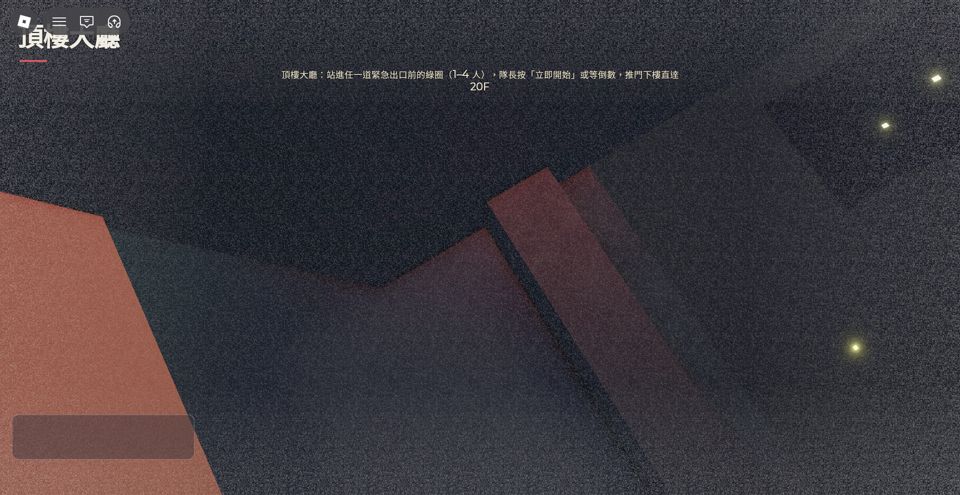 頂樓大廳
頂樓大廳：站進任一道緊急出口前的綠圈（1–4 人），隊長按「立即開始」或等倒數，推門下樓直達
20F